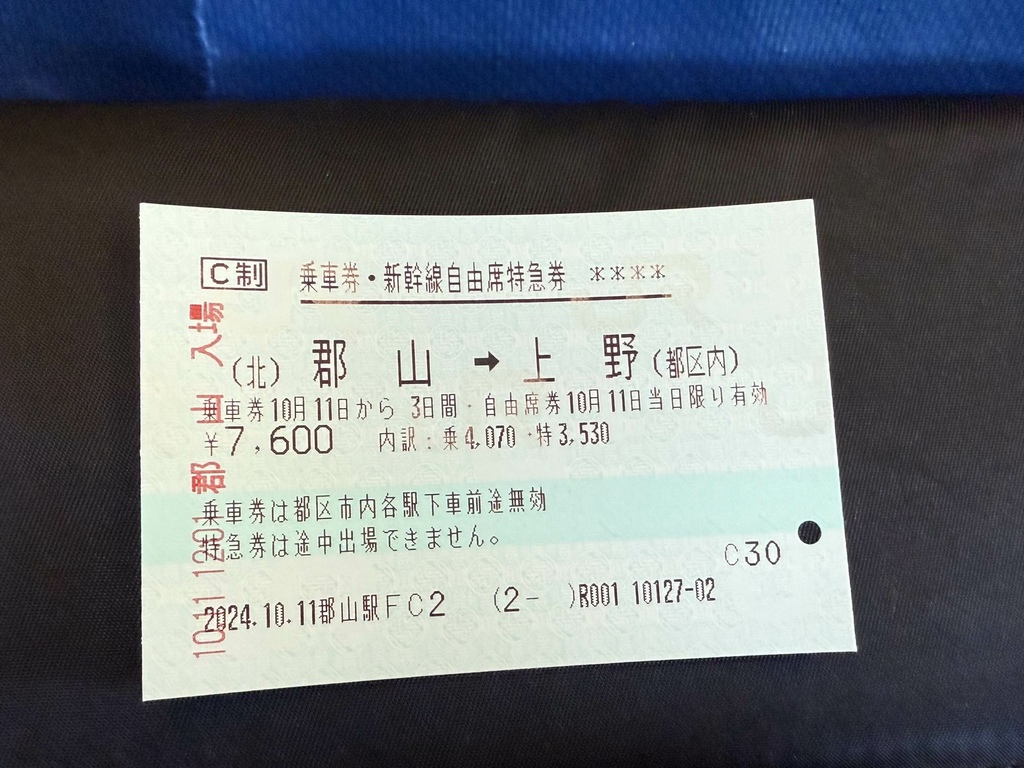 C制 乗車券・新幹線自由席特急券 ****
(北) 郡山 → 上野 (都区内)
乗車券10月11日から 3日間・自由席券10月11日当日限り有効
¥7,600 内訳:乗4,070・特3,530
乗車券は都区市内各駅下車前途無効
特急券は途中出場できません。
C30
2024.10.11郡山駅FC2 (2- )R001 10127-02
10.11 1201 郡山 入場